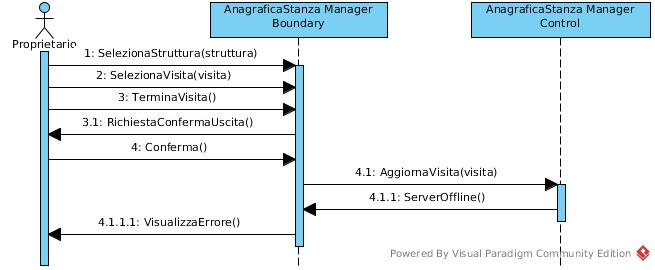 AnagraficaStanza Manager
Boundary
AnagraficaStanza Manager
Control
Proprietario
1: SelezionaStruttura(struttura)
2: SelezionaVisita(visita)
3: TerminaVisita()
3.1: RichiestaConfermaUscita()
4: Conferma()
4.1: AggiornaVisita(visita)
4.1.1: ServerOffline()
4.1.1.1: VisualizzaErrore()
Powered By Visual Paradigm Community Edition